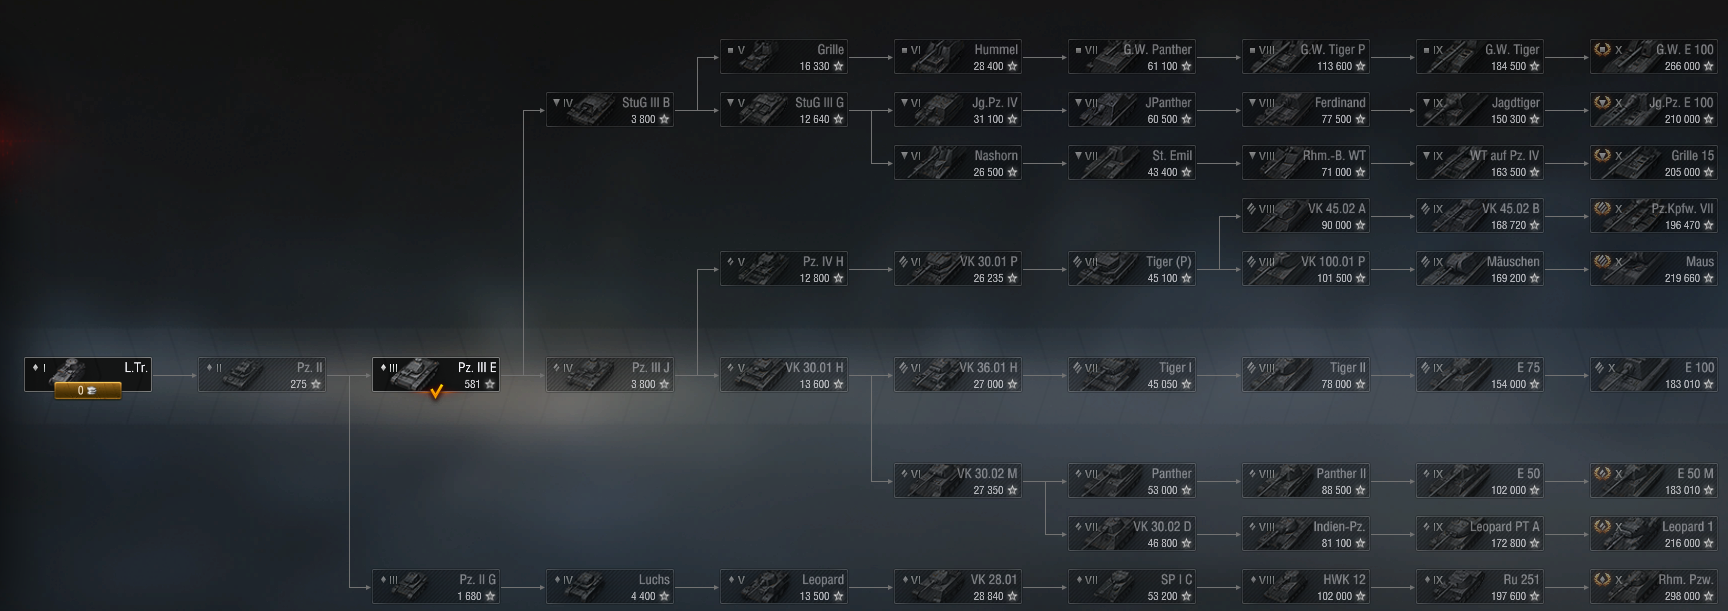 V Grille
16 330
VI Hummel
28 400
VII G.W. Panther
61 100
VIII G.W. Tiger P
113 600
IX G.W. Tiger
184 500
X G.W. E 100
266 000
IV StuG III B
3 800
V StuG III G
12 640
VI Jg.Pz. IV
31 100
VII JPanther
60 500
VIII Ferdinand
77 500
IX Jagdtiger
150 300
X Jg.Pz. E 100
210 000
VI Nashorn
26 500
VII St. Emil
43 400
VIII Rhm.-B. WT
71 000
IX WT auf Pz. IV
163 500
X Grille 15
205 000
VIII VK 45.02 A
90 000
IX VK 45.02 B
168 720
X Pz.Kpfw. VII
196 470
V Pz. IV H
12 800
VI VK 30.01 P
26 235
VII Tiger (P)
45 100
VIII VK 100.01 P
101 500
IX Mäuschen
169 200
X Maus
219 660
I L.Tr.
0
II Pz. II
275
III Pz. III E
581
IV Pz. III J
3 800
V VK 30.01 H
13 600
VI VK 36.01 H
27 000
VII Tiger I
45 050
VIII Tiger II
78 000
IX E 75
154 000
X E 100
183 010
VI VK 30.02 M
27 350
VII Panther
53 000
VIII Panther II
88 500
IX E 50
102 000
X E 50 M
183 010
VII VK 30.02 D
46 800
VIII Indien-Pz.
81 100
IX Leopard PT A
172 800
X Leopard 1
216 000
III Pz. II G
1 680
IV Luchs
4 400
V Leopard
13 500
VI VK 28.01
28 840
VII SP I C
53 200
VIII HWK 12
102 000
IX Ru 251
197 600
X Rhm. Pzw.
298 000